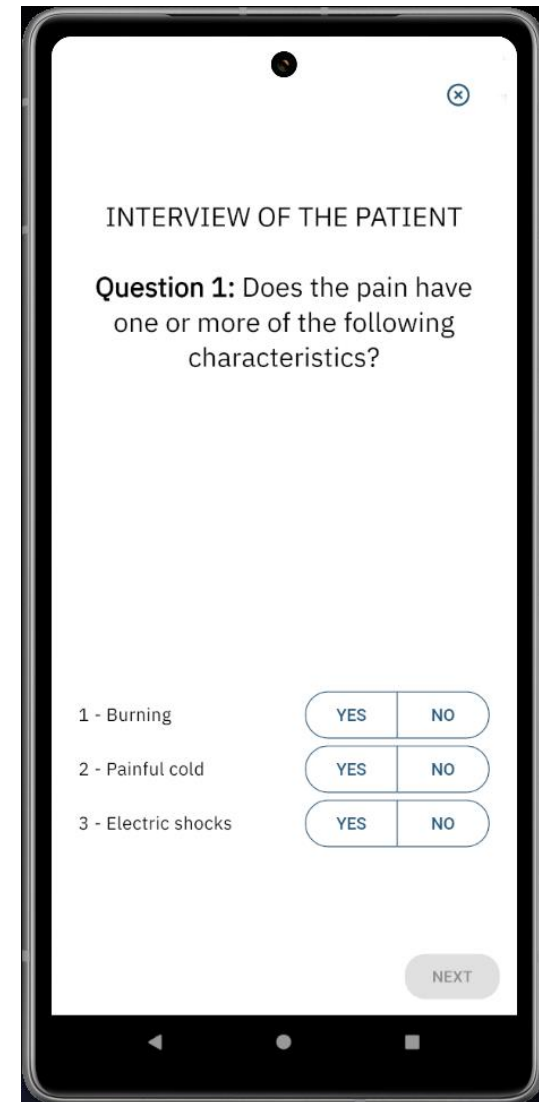 INTERVIEW OF THE PATIENT
Question 1: Does the pain have
one or more of the following
characteristics?
1 - Burning YES NO
2 - Painful cold YES NO
3 - Electric shocks YES NO
NEXT